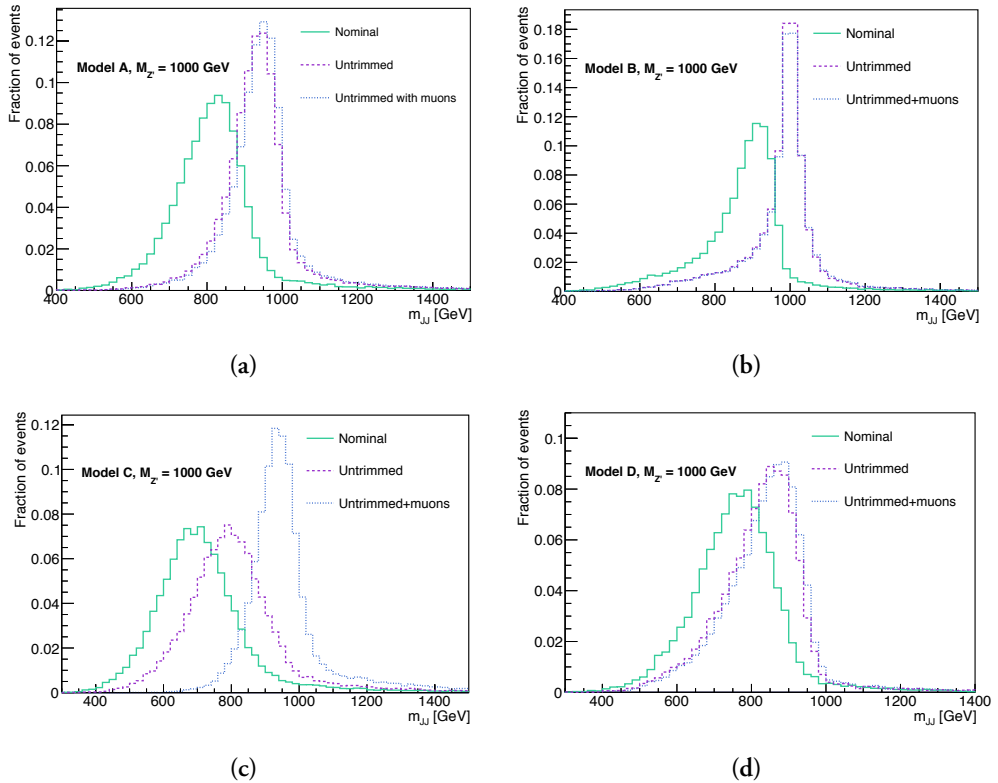 Fraction of events
0.12
0.1
0.08
0.06
0.04
0.02
0
400 600 800 1000 1200 1400
m_JJ [GeV]
Model A, M_Z' = 1000 GeV
Nominal
Untrimmed
Untrimmed with muons
(a)
Fraction of events
0.18
0.16
0.14
0.12
0.1
0.08
0.06
0.04
0.02
0
400 600 800 1000 1200 1400
m_JJ [GeV]
Model B, M_Z' = 1000 GeV
Nominal
Untrimmed
Untrimmed+muons
(b)
Fraction of events
0.12
0.1
0.08
0.06
0.04
0.02
0
400 600 800 1000 1200 1400
m_JJ [GeV]
Model C, M_Z' = 1000 GeV
Nominal
Untrimmed
Untrimmed+muons
(c)
Fraction of events
0.1
0.08
0.06
0.04
0.02
0
400 600 800 1000 1200 1400
m_JJ [GeV]
Model D, M_Z' = 1000 GeV
Nominal
Untrimmed
Untrimmed+muons
(d)